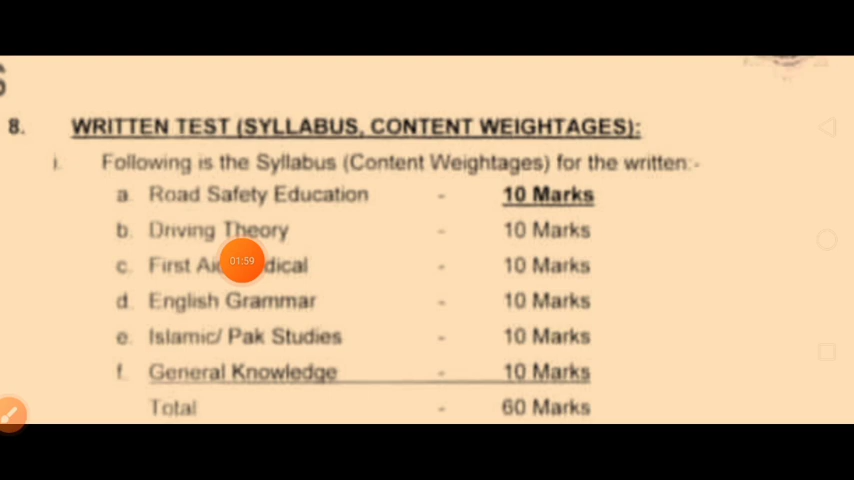 S
8. WRITTEN TEST (SYLLABUS, CONTENT WEIGHTAGES):
i. Following is the Syllabus (Content Weightages) for the written:-
a. Road Safety Education - 10 Marks
b. Driving Theory - 10 Marks
c. First - 10 Marks
01:59
d. English Grammar - 10 Marks
e. Islamic/ Pak Studies - 10 Marks
f. General Knowledge - 10 Marks
Total - 60 Marks